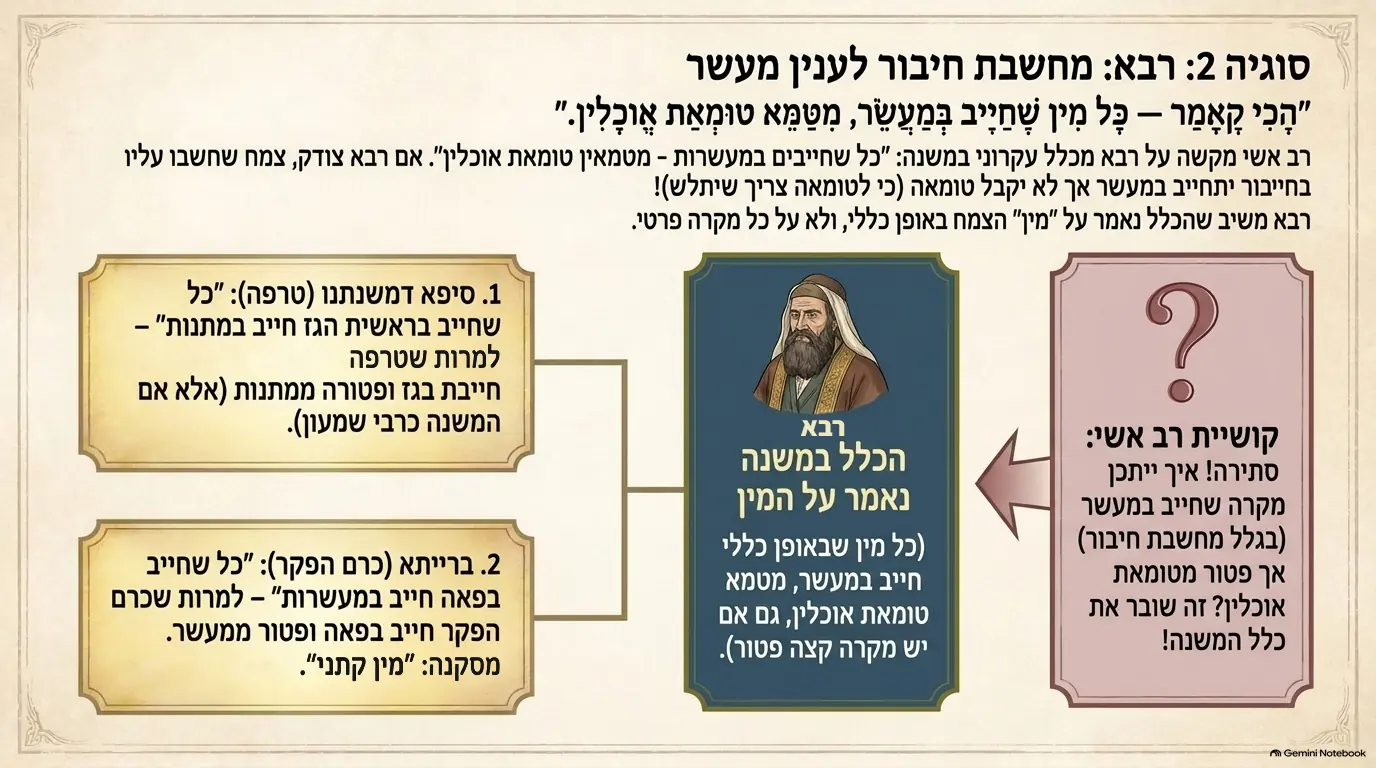 סוגיה 2: רבא: מחשבת חיבור לענין מעשר
"הָכִי קָאָמַר — כָּל מִין שֶׁחַיָּיב בְּמַעֲשֵׂר, מִטַּמֵּא טוּמְאַת אֳוכָלִין."
רב אשי מקשה על רבא מכלל עקרוני במשנה: "כל שחייבים במעשרות - מטמאין טומאת אוכלין". אם רבא צודק, צמח שחשבו עליו
בחייבור יתחייב במעשר אך לא יקבל טומאה (כי לטומאה צריך שיתלש)!
רבא משיב שהכלל נאמר על "מין" הצמח באופן כללי, ולא על כל מקרה פרטי.
קושיית רב אשי:
סתירה! איך ייתכן
מקרה שחייב במעשר
(בגלל מחשבת חיבור)
אך פטור מטומאת
אוכלין? זה שובר את
כלל המשנה!
רבא
הכלל במשנה
נאמר על המין
(כל מין שבאופן כללי
חייב במעשר, מטמא
טומאת אוכלין, גם אם
יש מקרה קצה פטור).
1. סיפא דמשנתנו (טרפה): "כל
שחייב בראשית הגז חייב במתנות" –
למרות שטרפה
חייבת בגז ופטורה ממתנות (אלא אם
המשנה כרבי שמעון).
2. ברייתא (כרם הפקר): "כל שחייב
בפאה חייב במעשרות" – למרות שכרם
הפקר חייב בפאה ופטור ממעשר.
מסקנה: "מין קתני".
Gemini Notebook